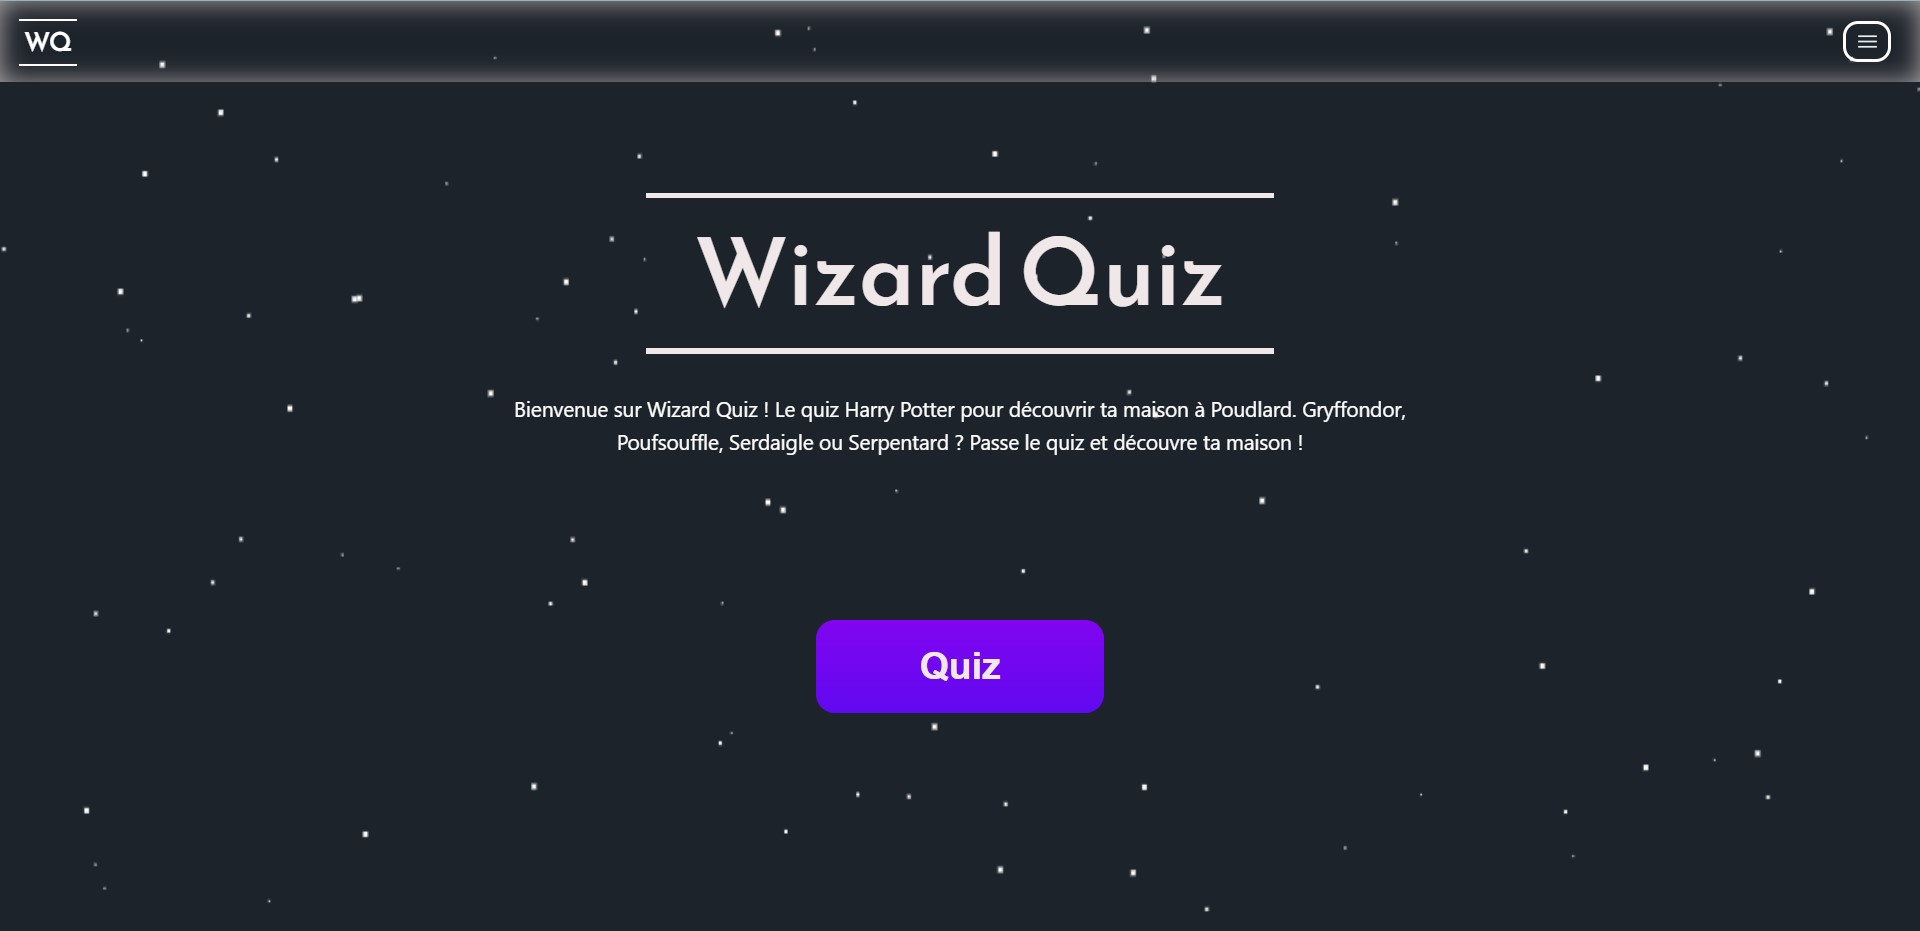 WQ
Wizard Quiz
Bienvenue sur Wizard Quiz ! Le quiz Harry Potter pour découvrir ta maison à Poudlard. Gryffondor,
Poufsouffle, Serdaigle ou Serpentard ? Passe le quiz et découvre ta maison !
Quiz